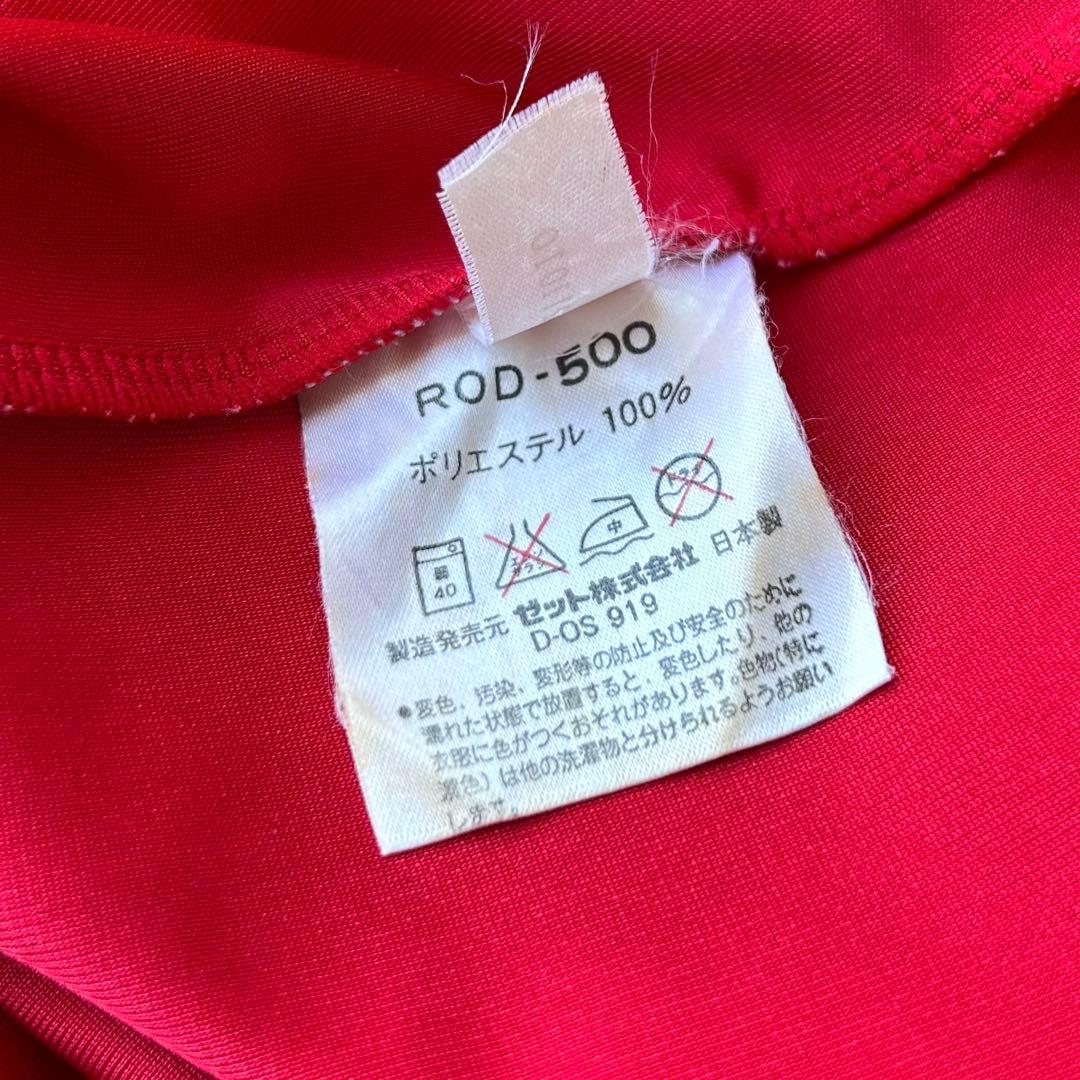 ROD-500
ポリエステル 100%
40
中
製造発売元 ゼット株式会社 日本製
D-OS 919
●変色、汚染、変形等の防止及び安全のために
濡れた状態で放置すると、変色したり、他の
衣服に色がつくおそれがあります。色物(特に
濃色)は他の洗濯物と分けられるようお願い
します。